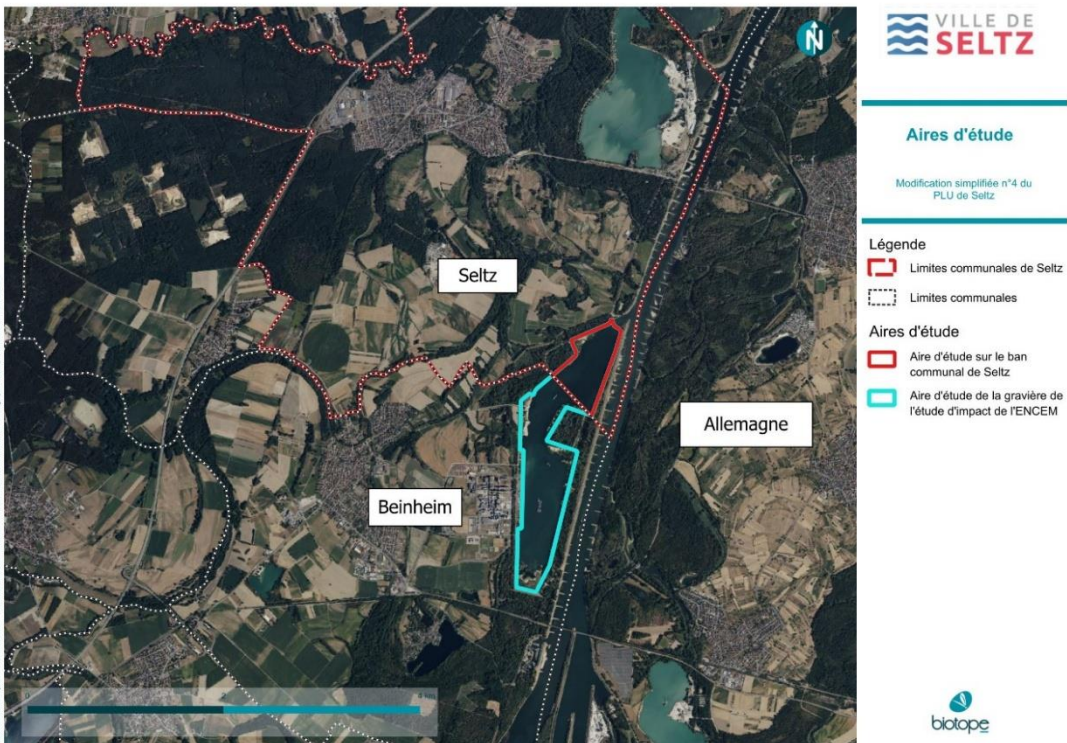 N
Seltz
Allemagne
Beinheim
VILLE DE
SELTZ
Aires d'étude
Modification simplifiée n°4 du
PLU de Seltz
Légende
Limites communales de Seltz
Limites communales
Aires d'étude
Aire d'étude sur le ban
communal de Seltz
Aire d'étude de la gravière de
l'étude d'impact de l'ENCEM
biotope